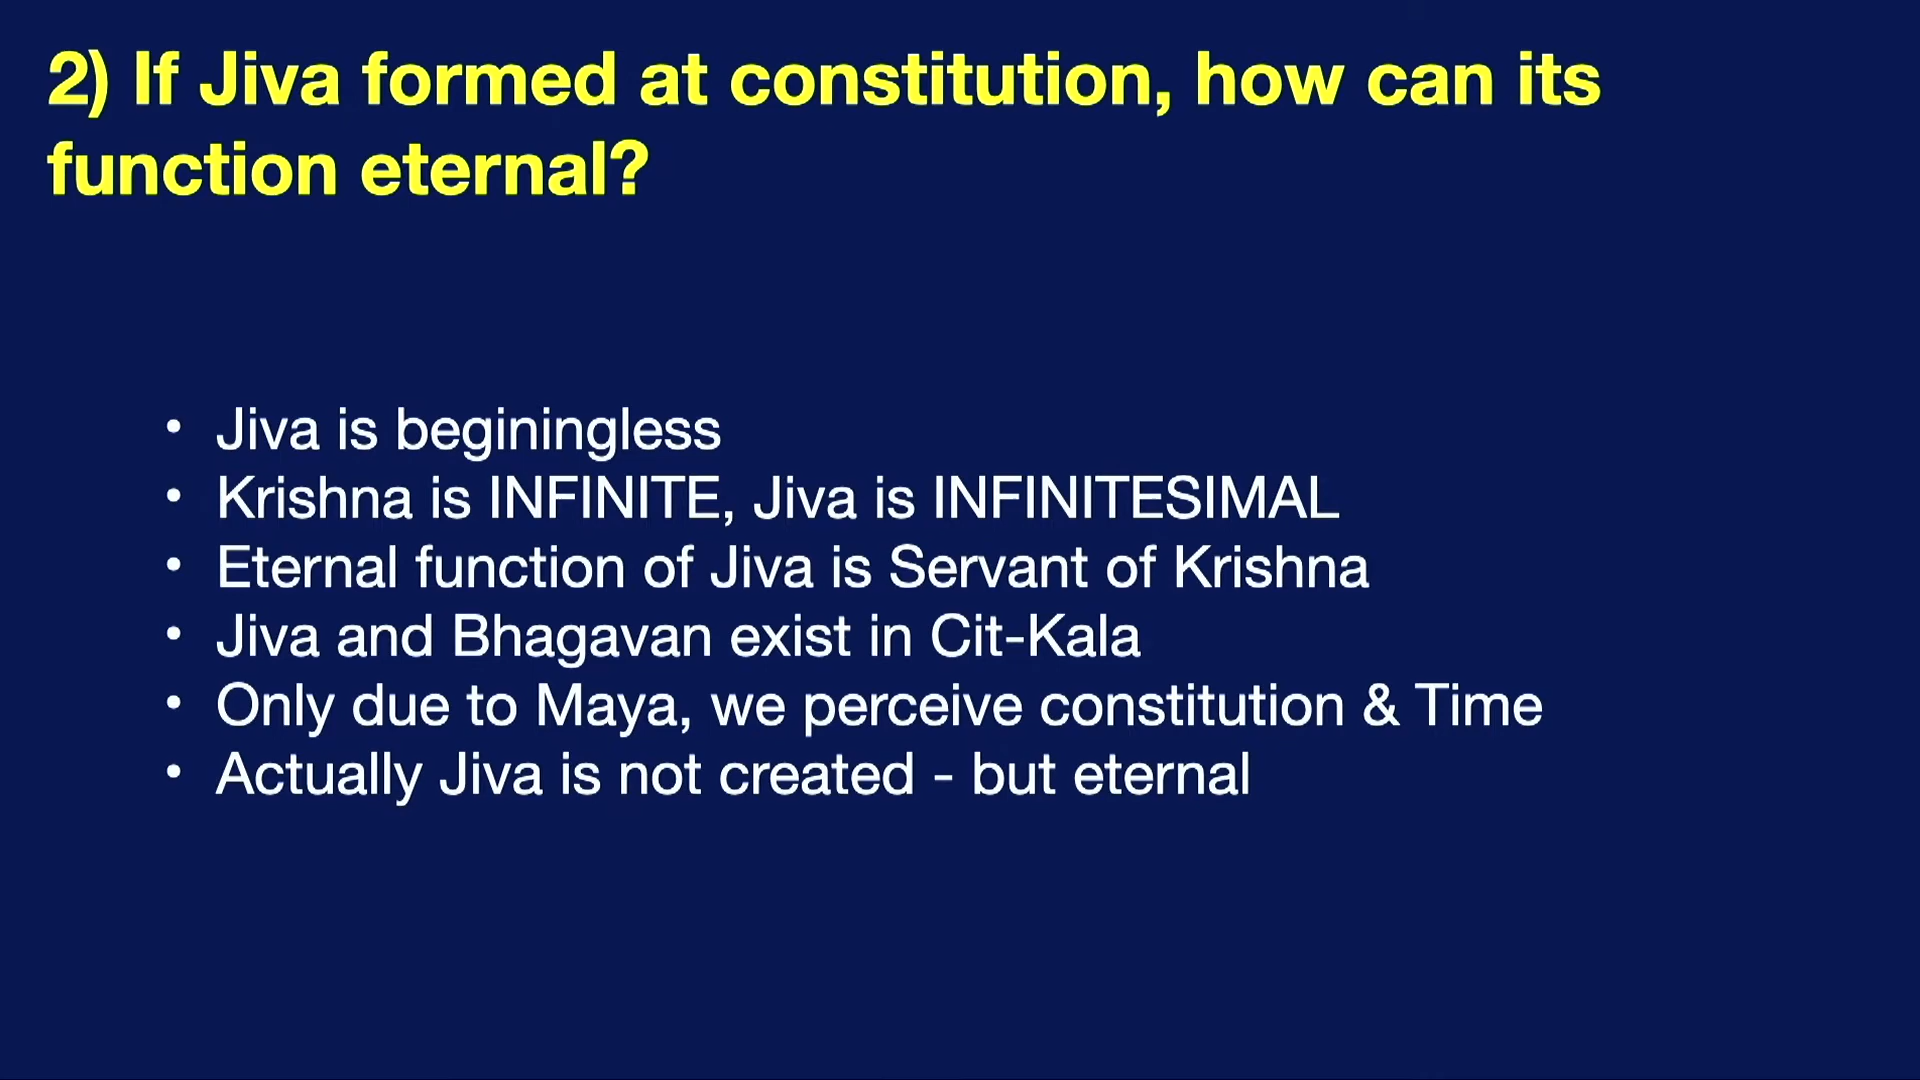 2) If Jiva formed at constitution, how can its
function eternal?
• Jiva is beginingless
• Krishna is INFINITE, Jiva is INFINITESIMAL
• Eternal function of Jiva is Servant of Krishna
• Jiva and Bhagavan exist in Cit-Kala
• Only due to Maya, we perceive constitution & Time
• Actually Jiva is not created - but eternal